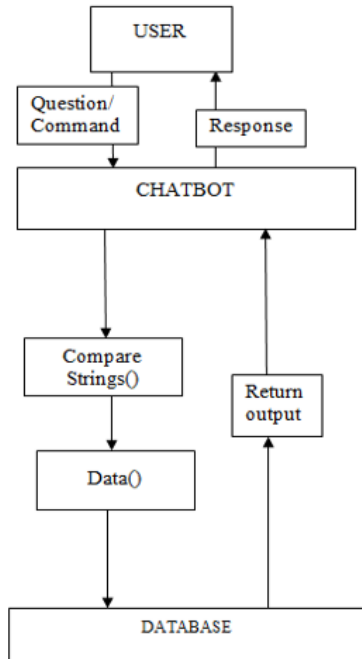 USER
Question/
Command
Response
CHATBOT
Compare
Strings()
Return
output
Data()
DATABASE